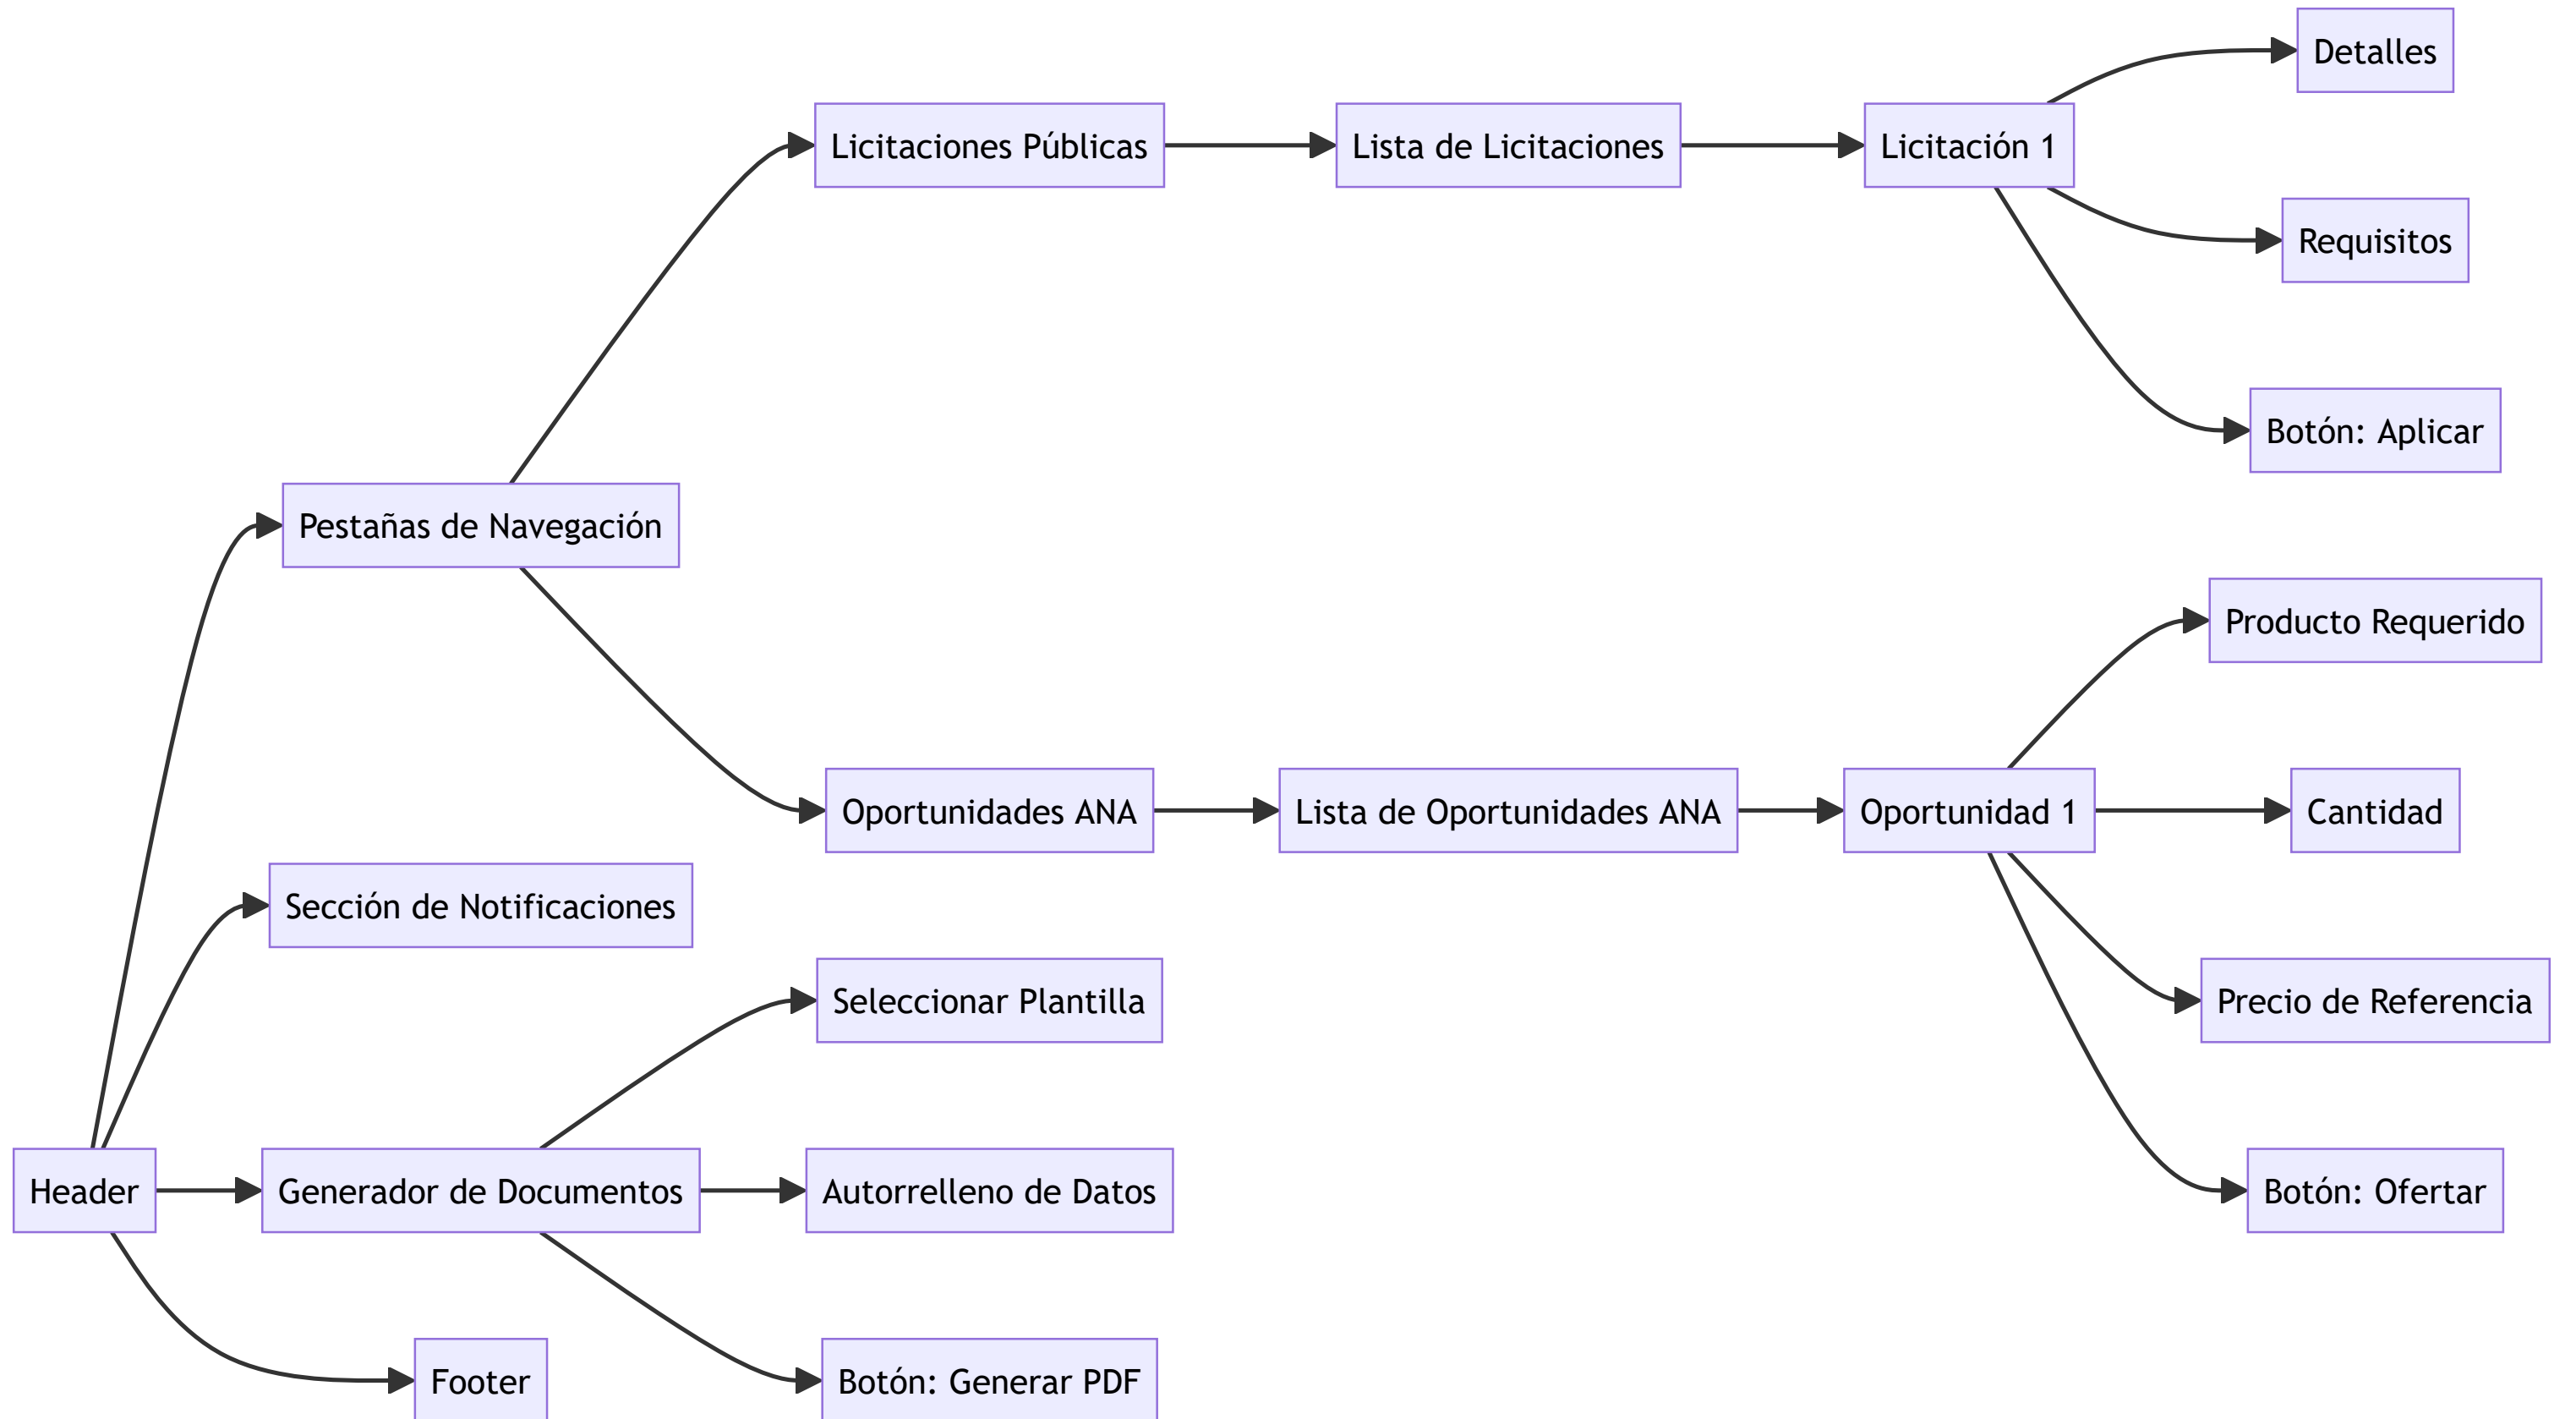 Detalles
Licitaciones Públicas
Lista de Licitaciones
Licitación 1
Requisitos
Botón: Aplicar
Pestañas de Navegación
Producto Requerido
Oportunidades ANA
Lista de Oportunidades ANA
Oportunidad 1
Cantidad
Sección de Notificaciones
Seleccionar Plantilla
Precio de Referencia
Header
Generador de Documentos
Autorrelleno de Datos
Botón: Ofertar
Footer
Botón: Generar PDF